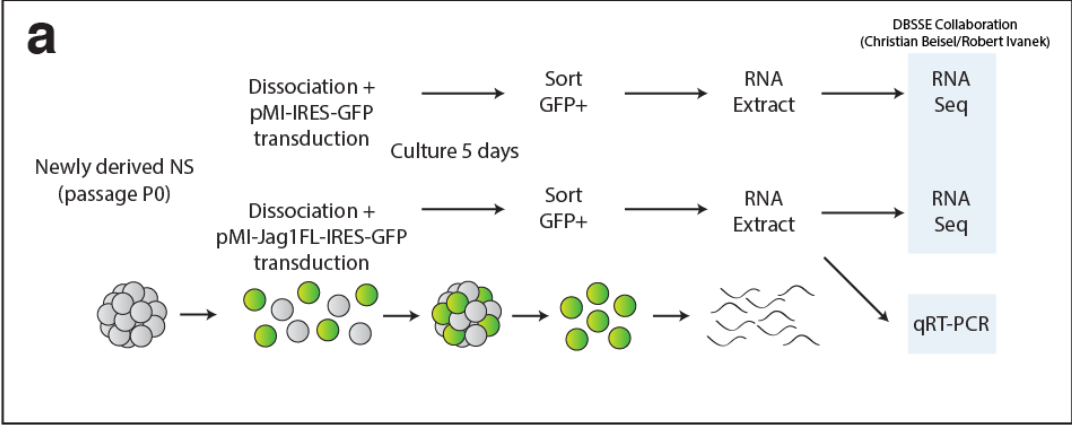 a
DBSSE Collaboration
(Christian Beisel/Robert Ivanek)
Dissociation +
pMI-IRES-GFP
transduction
Sort
GFP+
RNA
Extract
RNA
Seq
Culture 5 days
Newly derived NS
(passage P0)
Dissociation +
pMI-Jag1FL-IRES-GFP
transduction
Sort
GFP+
RNA
Extract
RNA
Seq
qRT-PCR